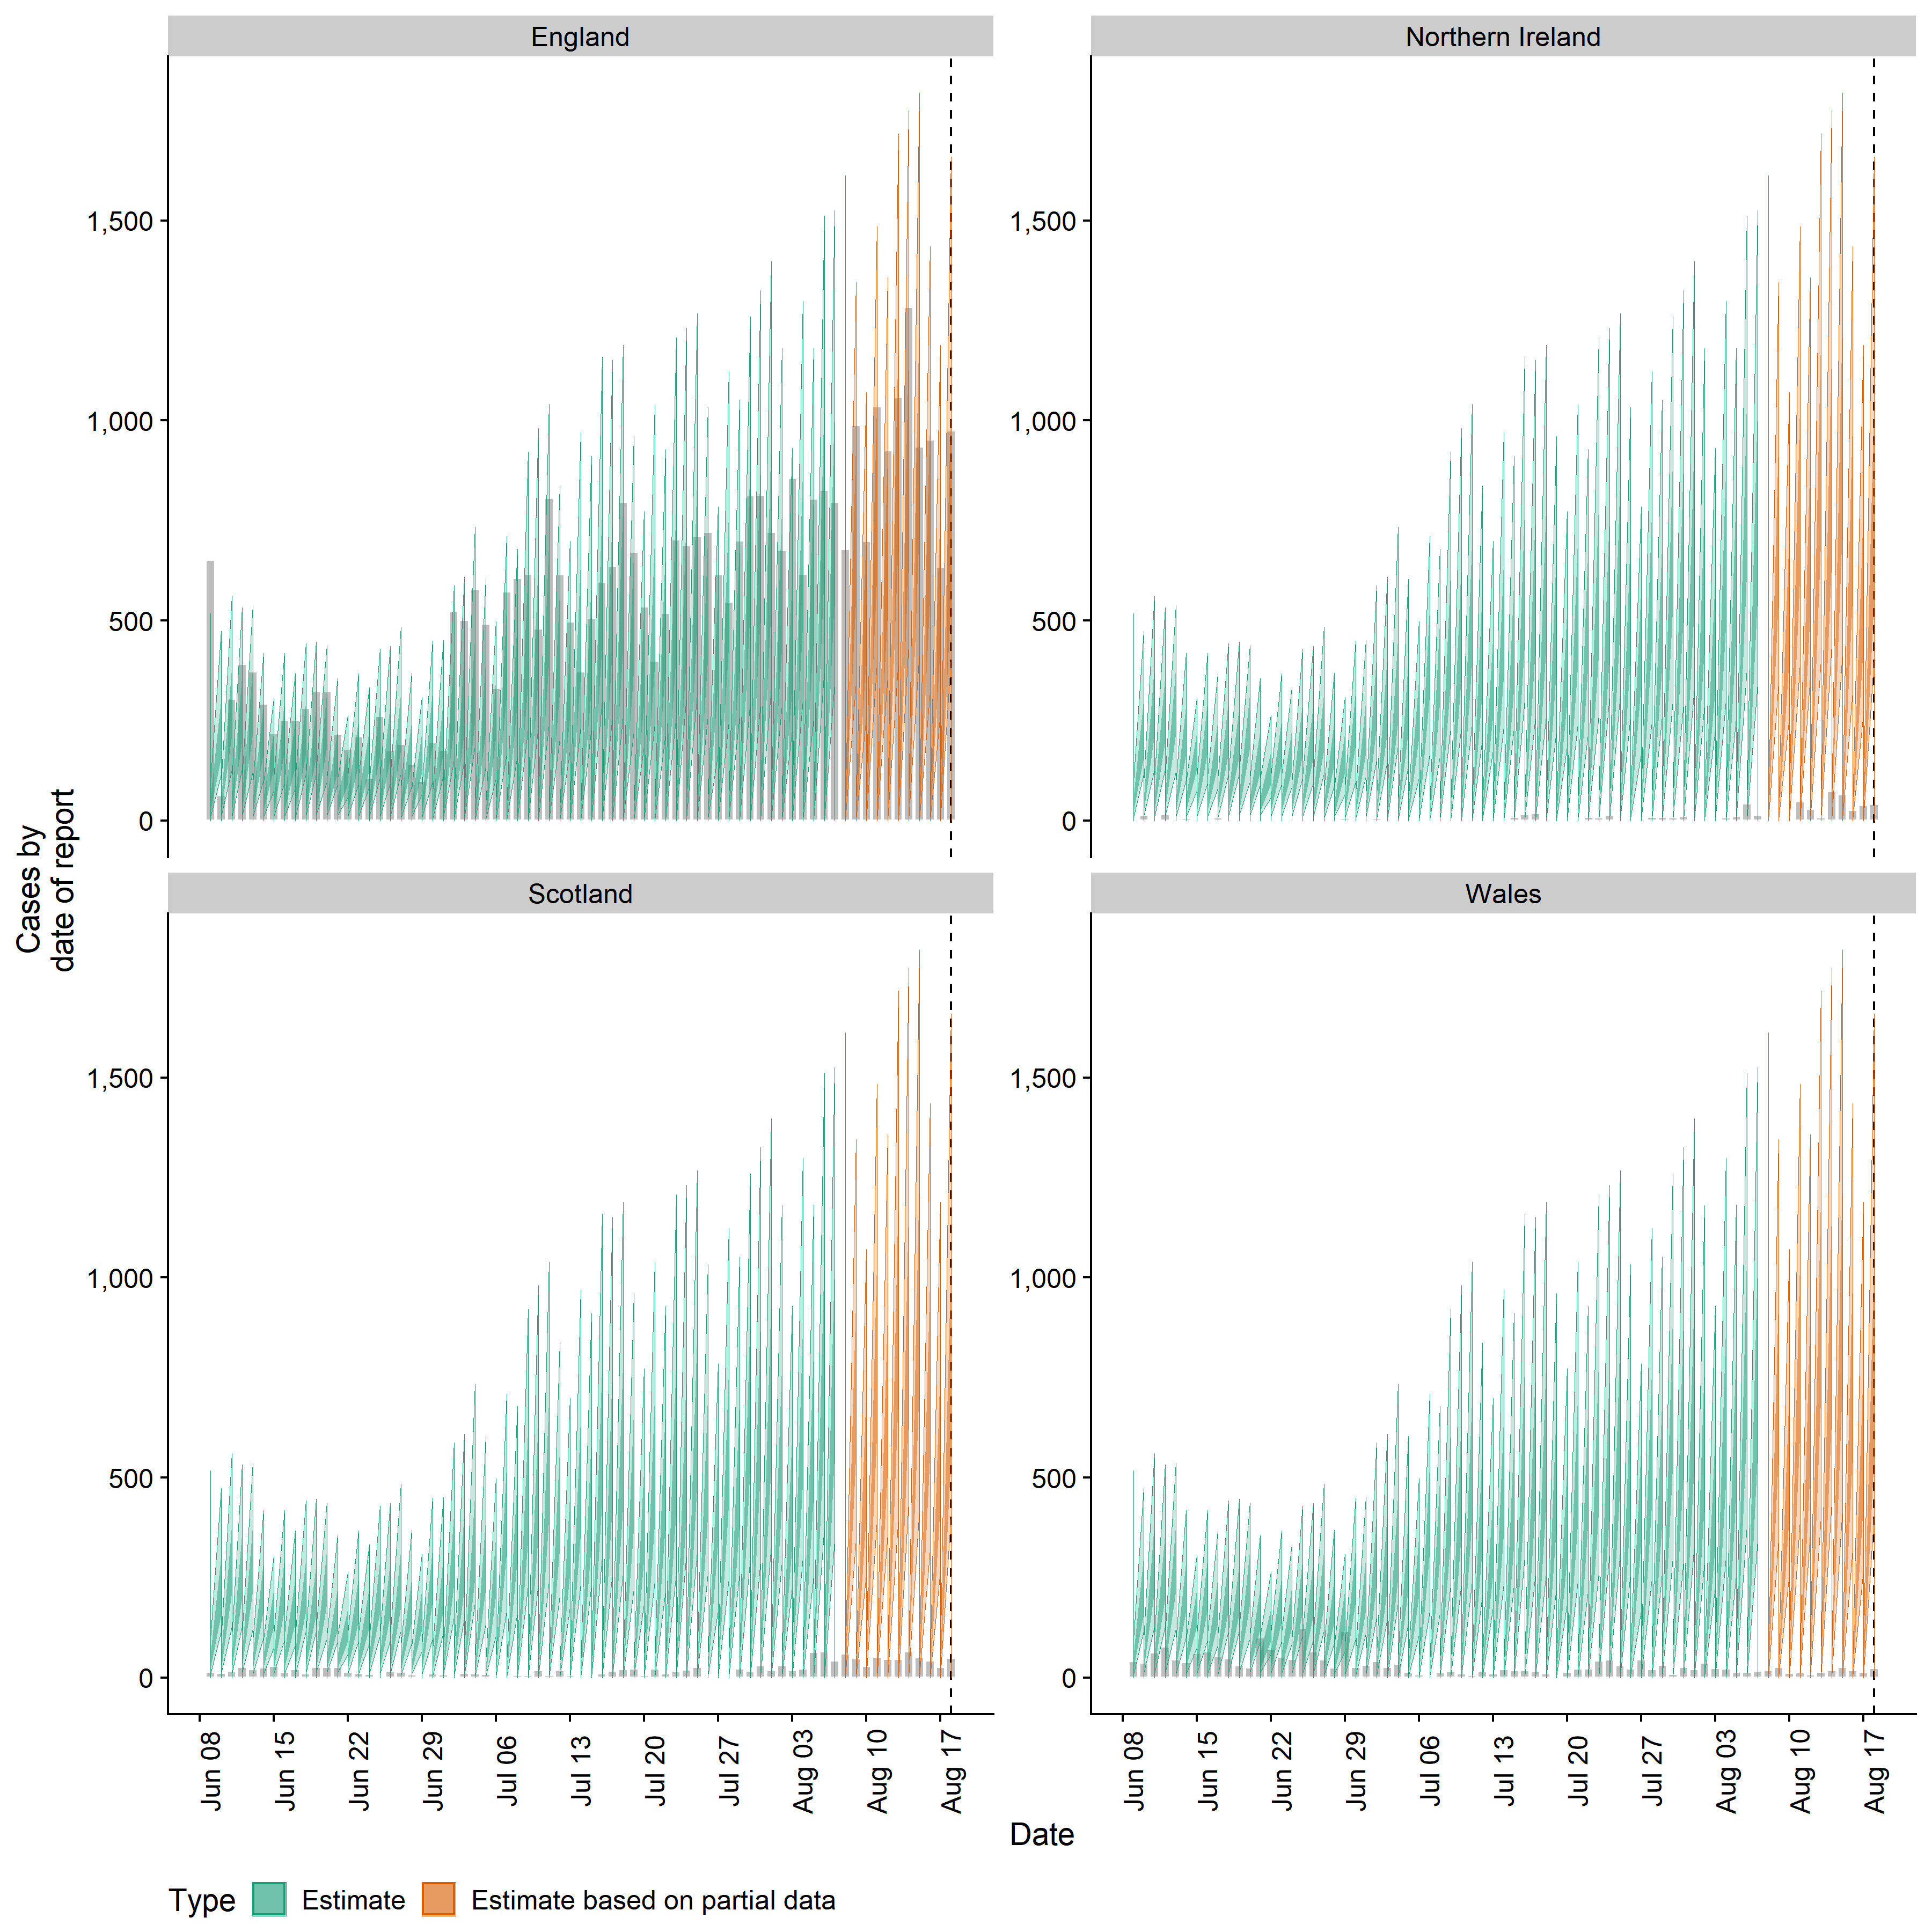 England
Northern Ireland
1,500
1,000
500
0
1,500
1,000
500
0
Cases by
date of report
Scotland
Wales
1,500
1,000
500
0
1,500
1,000
500
0
Jun 08
Jun 15
Jun 22
Jun 29
Jul 06
Jul 13
Jul 20
Jul 27
Aug 03
Aug 10
Aug 17
Jun 08
Jun 15
Jun 22
Jun 29
Jul 06
Jul 13
Jul 20
Jul 27
Aug 03
Aug 10
Aug 17
Date
Type Estimate Estimate based on partial data